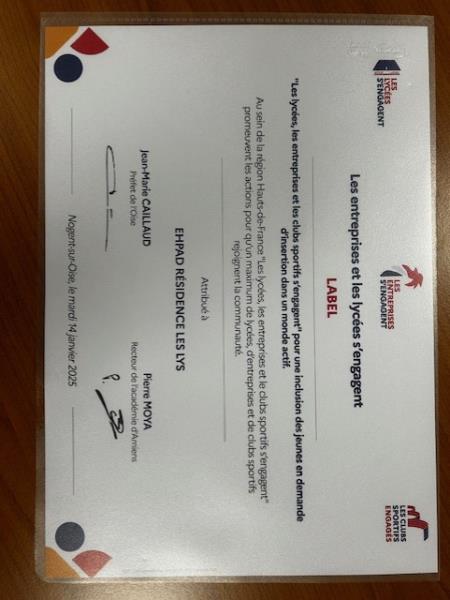 LES
LYCÉES
S'ENGAGENT
LES
ENTREPRISES
S'ENGAGENT
LES CLUBS
SPORTIFS
ENGAGÉS
Les entreprises et les lycées s'engagent
LABEL
"Les lycées, les entreprises et les clubs sportifs s'engagent" pour une inclusion des jeunes en demande
d'insertion dans un monde actif.
Au sein de la région Hauts-de-France "Les lycées, les entreprises et le clubs sportifs s'engagent"
promeuvent les actions pour qu'un maximum de lycées, d'entreprises et de clubs sportifs
rejoignent la communauté.
Attribué à
EHPAD RÉSIDENCE LES LYS
Jean-Marie CAILLAUD
Préfet de l'Oise
Pierre MOYA
Recteur de l'académie d'Amiens
P.
Nogent-sur-Oise, le mardi 14 janvier 2025